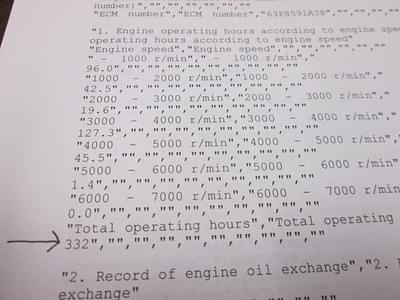 number)","","","","","",""
"ECM number","ECM number","63P8591A38","","","",""
"1. Engine operating hours according to engine spe
operating hours according to engine speed"
"Engine speed","Engine speed","","","","","",""
" - 1000 r/min"," - 1000 r/min","
96.0","","","","","","","","",""
"1000 - 2000 r/min","1000 - 2000 r/min","
42.5","","","","","","","","",""
"2000 - 3000 r/min","2000 - 3000 r/min","
19.6","","","","","","","","",""
"3000 - 4000 r/min","3000 - 4000 r/min","
127.3","","","","","","","","",""
"4000 - 5000 r/min","4000 - 5000 r/min","
45.5","","","","","","","","",""
"5000 - 6000 r/min","5000 - 6000 r/min"
1.4","","","","","","","","",""
"6000 - 7000 r/min","6000 - 7000 r/min
0.0","","","","","","","","",""
"Total operating hours","Total operating
332","","","","","","","","",""
"2. Record of engine oil exchange","2.
exchange"